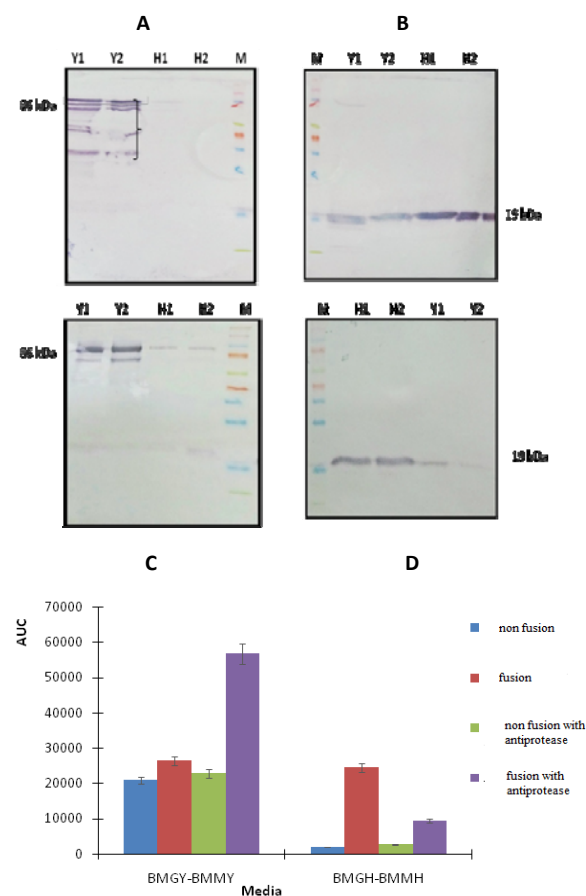 A B
Y1 Y2 H1 H2 M
M Y1 Y2 H1 H2
86 kDa
19 kDa
Y1 Y2 H1 H2 M
M H1 H2 Y1 Y2
86 kDa
19 kDa
C D
AUC
70000
60000
50000
40000
30000
20000
10000
0
BMGY-BMMY
BMGH-BMMH
Media
non fusion
fusion
non fusion with
antiprotease
fusion with
antiprotease